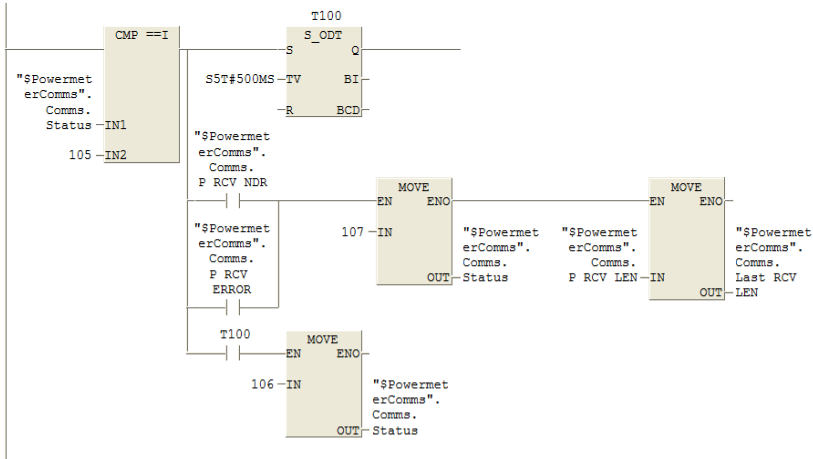 T100
CMP ==I
S_ODT
S
Q
"$Powermet
erComms".
Comms.
Status
IN1
S5T#500MS
TV
BI
R
BCD
105
IN2
"$Powermet
erComms".
Comms.
P RCV NDR
MOVE
EN
ENO
107
IN
"$Powermet
erComms".
Comms.
Status
OUT
MOVE
EN
ENO
"$Powermet
erComms".
Comms.
P RCV LEN
IN
"$Powermet
erComms".
Comms.
Last RCV
LEN
OUT
"$Powermet
erComms".
Comms.
P RCV
ERROR
T100
MOVE
EN
ENO
106
IN
"$Powermet
erComms".
Comms.
Status
OUT